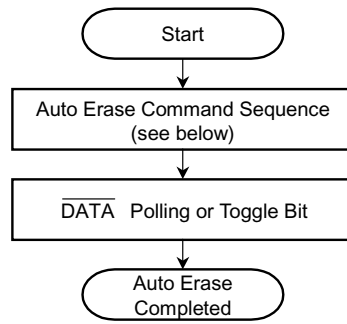 Start
Auto Erase Command Sequence
(see below)
DATA Polling or Toggle Bit
Auto Erase
Completed